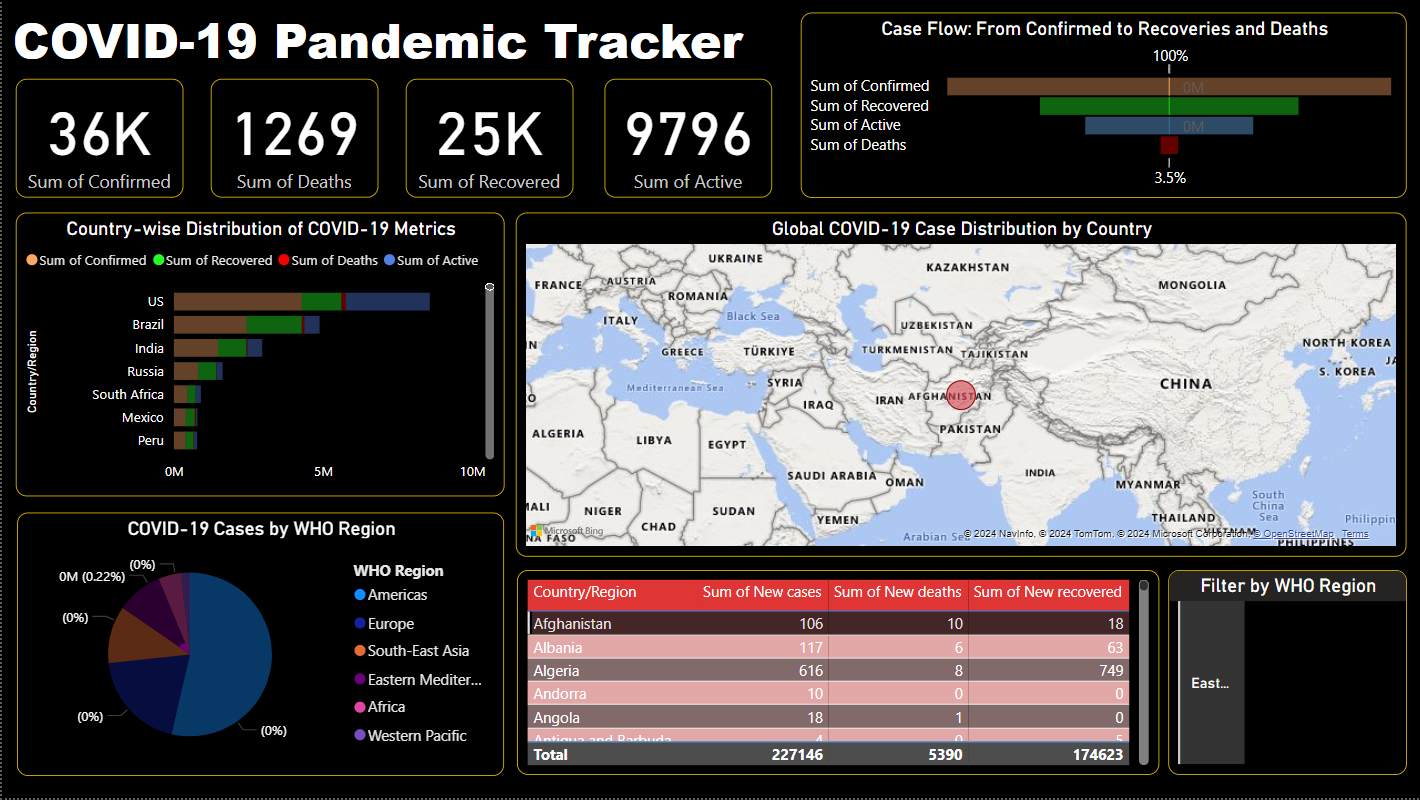 COVID-19 Pandemic Tracker
36K
Sum of Confirmed
1269
Sum of Deaths
25K
Sum of Recovered
9796
Sum of Active
Case Flow: From Confirmed to Recoveries and Deaths
100%
Sum of Confirmed
0M
Sum of Recovered
Sum of Active
0M
Sum of Deaths
3.5%
Country-wise Distribution of COVID-19 Metrics
Sum of Confirmed Sum of Recovered Sum of Deaths Sum of Active
Country/Region
US
Brazil
India
Russia
South Africa
Mexico
Peru
0M 5M 10M
Global COVID-19 Case Distribution by Country
UKRAINE
KAZAKHSTAN
FRANCE
AUSTRIA
MONGOLIA
ROMANIA
ITALY
Black Sea
UZBEKISTAN
NORTH KOREA
GREECE
TÜRKİYE
TURKMENISTAN
TAJIKISTAN
S. KOREA
SYRIA
CHINA
Mediterranean Sea
IRAN
AFGHANISTAN
IRAQ
PAKISTAN
ALGERIA
LIBYA
EGYPT
SAUDI ARABIA
OMAN
INDIA
MYANMAR
NIGER
SUDAN
YEMEN
CHAD
THAILAND
South
China
Sea
Philippin
VIETNAM
PHILIPPINES
ALI
NA FASO
Arabian Sea
Microsoft Bing
© 2024 NavInfo, © 2024 TomTom, © 2024 Microsoft Corporation, © OpenStreetMap Terms
COVID-19 Cases by WHO Region
(0%)
0M (0.22%)
(0%)
(0%)
(0%)
WHO Region
Americas
Europe
South-East Asia
Eastern Mediter...
Africa
Western Pacific
Country/Region Sum of New cases Sum of New deaths Sum of New recovered
Afghanistan 106 10 18
Albania 117 6 63
Algeria 616 8 749
Andorra 10 0 0
Angola 18 1 0
Antigua and Barbuda 4 0 5
Total 227146 5390 174623
Filter by WHO Region
East...